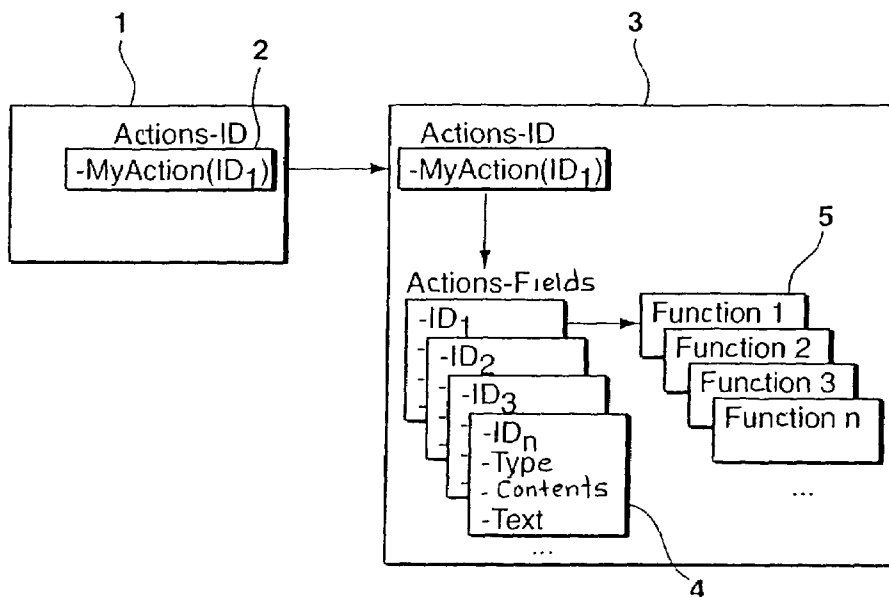 1
2
3
Actions-ID
-MyAction(ID1)
Actions-ID
-MyAction(ID1)
5
Actions-Fields
-ID1
-ID2
-ID3
-IDn
-Type
-Contents
-Text
...
Function 1
Function 2
Function 3
Function n
...
4